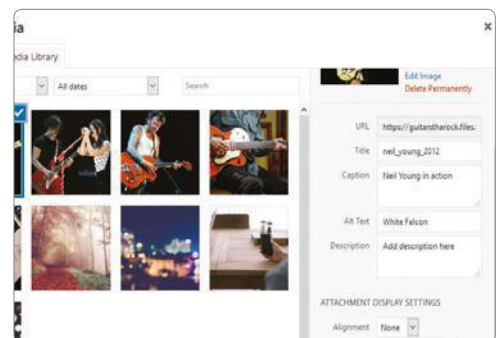 ia
edia Library
All dates
Search
Edit Image
Delete Permanently
URL https://guitarstharock.files.
Title neil_young_2012
Caption Neil Young in action
Alt Text White Falcon
Description Add description here
ATTACHMENT DISPLAY SETTINGS
Alignment None